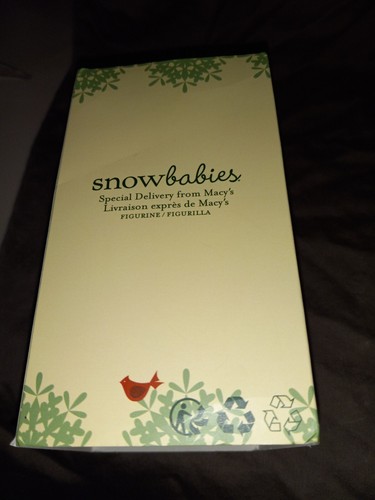 snowbabies.
Special Delivery from Macy's
Livraison exprès de Macy's
FIGURINE / FIGURILLA